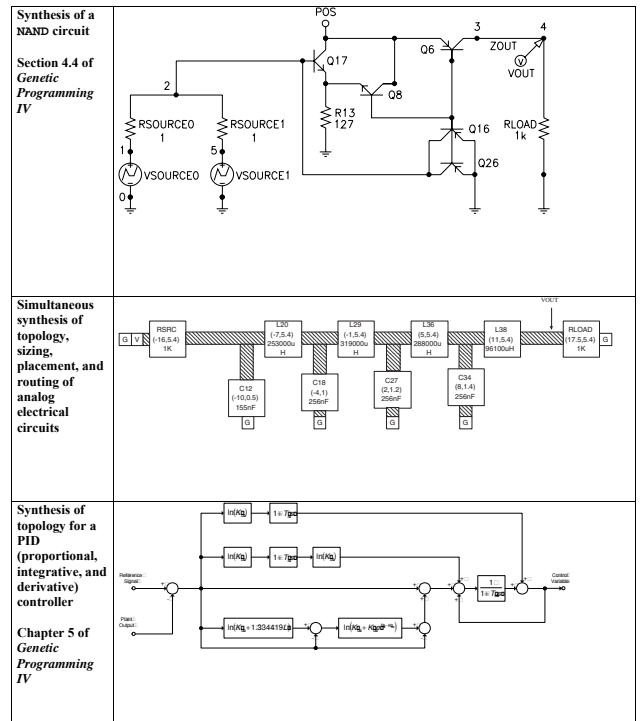 Synthesis of a
NAND circuit
Section 4.4 of
Genetic
Programming
IV
POS
3
4
ZOUT
VOUT
V
Q6
Q17
Q8
2
R13
127
Q16
Q26
RLOAD
1k
RSOURCE0
1
RSOURCE1
1
1
5
VSOURCE0
VSOURCE1
0
Simultaneous
synthesis of
topology,
sizing,
placement, and
routing of
analog
electrical
circuits
VOUT
G
V
RSRC
(-16,5.4)
1K
L20
(-7,5.4)
253000u
H
L29
(-1,5.4)
319000u
H
L36
(5,5.4)
288000u
H
L38
(11,5.4)
96100uH
RLOAD
(17.5,5.4)
1K
G
C12
(-10,0.5)
155nF
C18
(-4,1)
256nF
C27
(2,1.2)
256nF
C34
(8,1.4)
256nF
G
G
G
G
Synthesis of
topology for a
PID
(proportional,
integrative, and
derivative)
controller
Chapter 5 of
Genetic
Programming
IV
Reference
Signal
Plant
Output
Control
Variable